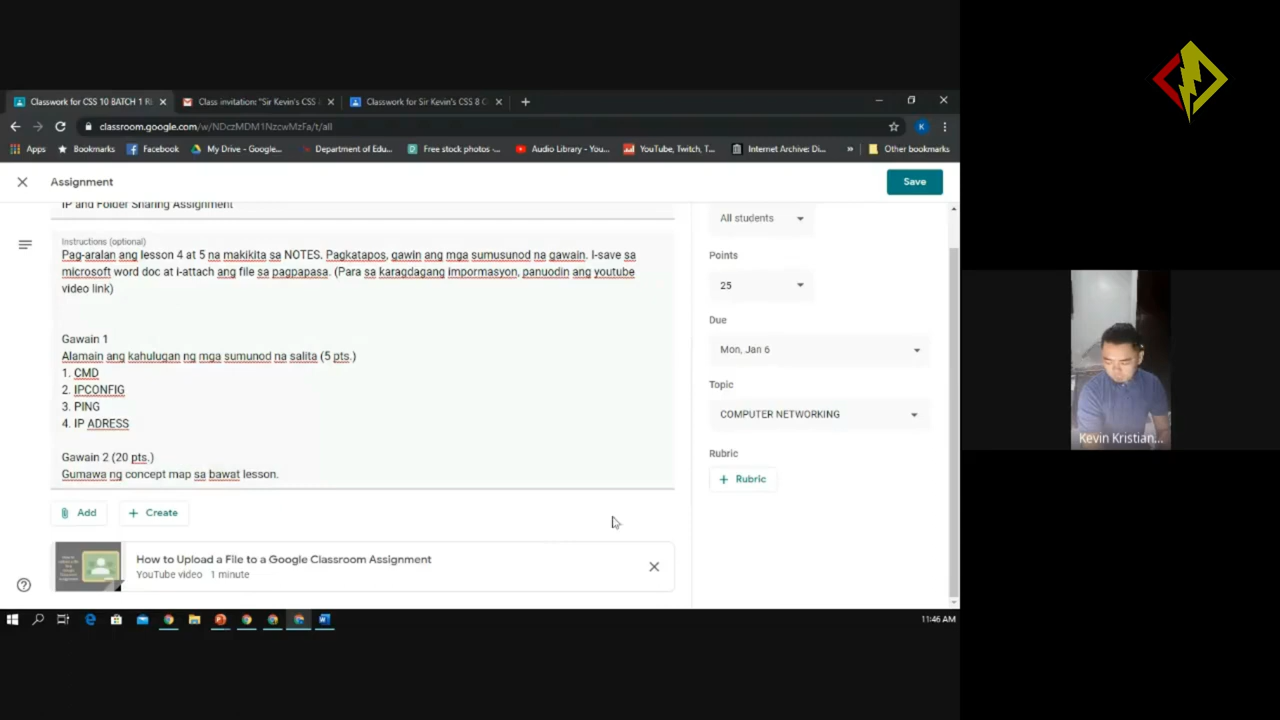 Classwork for CSS 10 BATCH 1 RI
Class invitation: "Sir Kevin's CSS 8
Classwork for Sir Kevin's CSS 8 G
classroom.google.com/w/NDczMDM1NzcwMzFa/t/all
K
Apps
Bookmarks
Facebook
My Drive - Google...
Department of Edu...
Free stock photos -...
Audio Library - You...
YouTube, Twitch, T...
Internet Archive: Di...
»
Other bookmarks
Assignment
Save
IP and Folder Sharing Assignment
Instructions (optional)
Pag-aralan ang lesson 4 at 5 na makikita sa NOTES. Pagkatapos, gawin ang mga sumusunod na gawain. I-save sa
microsoft word doc at i-attach ang file sa pagpapasa. (Para sa karagdagang impormasyon, panuodin ang youtube
video link)
Gawain 1
Alamain ang kahulugan ng mga sumunod na salita (5 pts.)
1. CMD
2. IPCONFIG
3. PING
4. IP ADRESS
Gawain 2 (20 pts.)
Gumawa ng concept map sa bawat lesson.
Add
+ Create
How to Upload a File to a Google Classroom Assignment
YouTube video 1 minute
All students
Points
25
Due
Mon, Jan 6
Topic
COMPUTER NETWORKING
Rubric
+ Rubric
11:46 AM
Kevin Kristian...